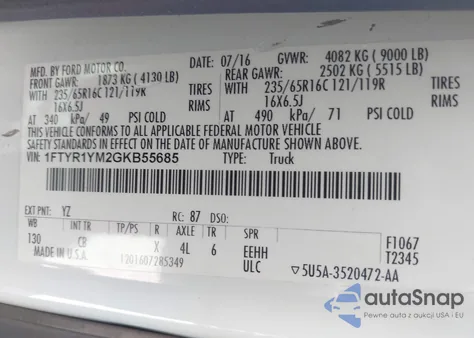 MFD. BY FORD MOTOR CO.
DATE: 07/16 GVWR: 4082 KG ( 9000 LB)
FRONT GAWR: 1873 KG ( 4130 LB) REAR GAWR: 2502 KG ( 5515 LB)
WITH 235/65R16C 121/119R TIRES WITH 235/65R16C 121/119R TIRES
16X6.5J RIMS 16X6.5J RIMS
AT 340 kPa/ 49 PSI COLD AT 490 kPa/ 71 PSI COLD
THIS VEHICLE CONFORMS TO ALL APPLICABLE FEDERAL MOTOR VEHICLE
SAFETY STANDARDS IN EFFECT ON THE DATE OF MANUFACTURE SHOWN ABOVE.
VIN: 1FTYR1YM2GKB55685 TYPE: Truck
EXT PNT: YZ RC: 87 DSO:
WB INT TR TP/PS R AXLE TR SPR F1067
130 CB X 4L 6 EEHH T2345
1201607285349 ULC
5U5A-3520472-AA
MADE IN U.S.A.
autoSnap
Pewne auta z aukcji w USA i Kanadzie